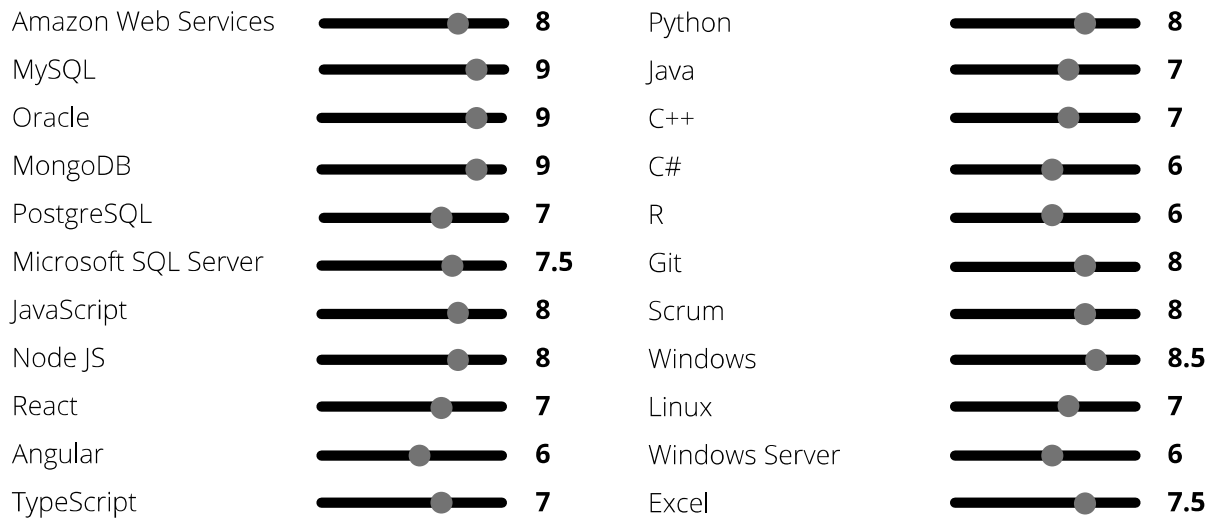 Amazon Web Services 8
MySQL 9
Oracle 9
MongoDB 9
PostgreSQL 7
Microsoft SQL Server 7.5
JavaScript 8
Node JS 8
React 7
Angular 6
TypeScript 7
Python 8
Java 7
C++ 7
C# 6
R 6
Git 8
Scrum 8
Windows 8.5
Linux 7
Windows Server 6
Excel 7.5